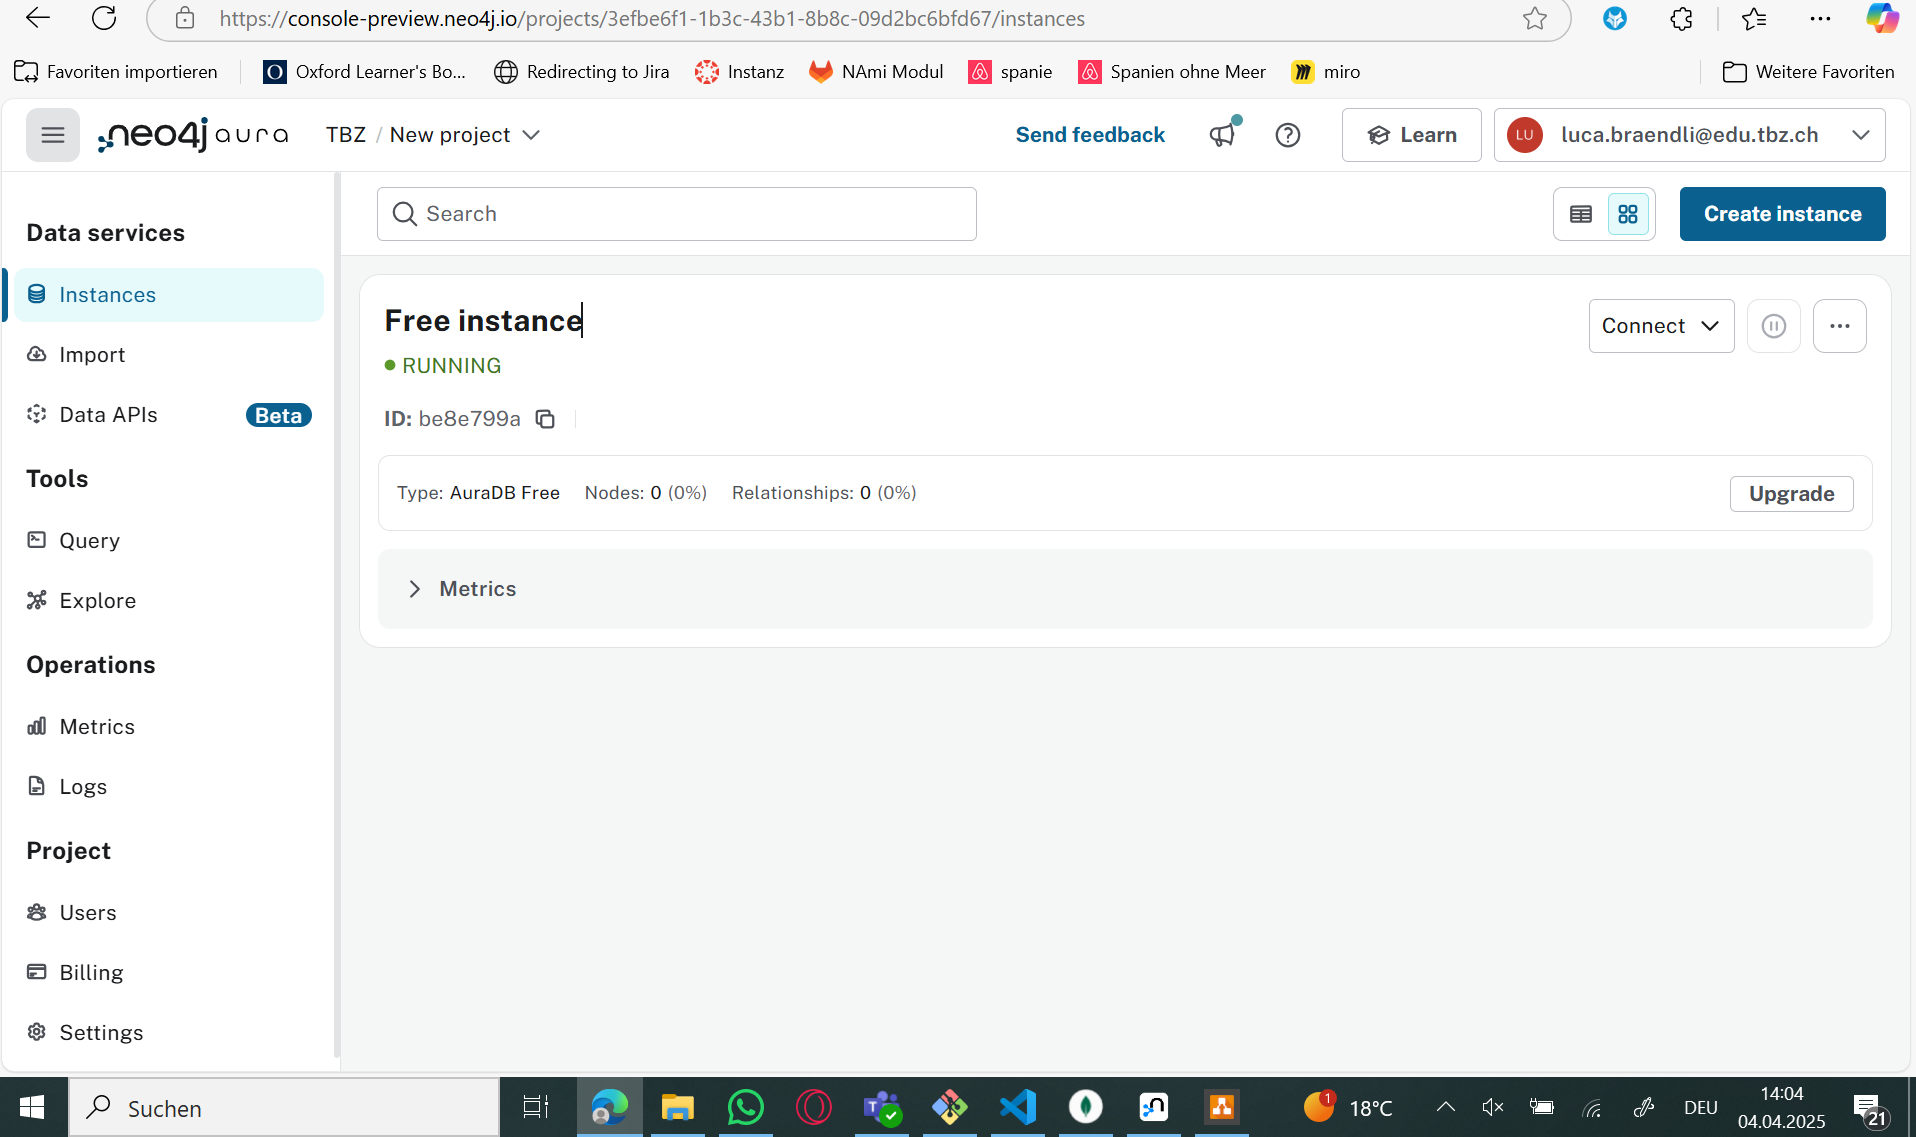 https://console-preview.neo4j.io/projects/3efbe6f1-1b3c-43b1-8b8c-09d2bc6bfd67/instances
Favoriten importieren
Oxford Learner's Bo...
Redirecting to Jira
Instanz
NAmi Modul
spanie
Spanien ohne Meer
miro
Weitere Favoriten
neo4j aura
TBZ / New project
Send feedback
Learn
LU
luca.braendli@edu.tbz.ch
Data services
Instances
Import
Data APIs Beta
Tools
Query
Explore
Operations
Metrics
Logs
Project
Users
Billing
Settings
Search
Create instance
Free instance
Connect
RUNNING
ID: be8e799a
Type: AuraDB Free Nodes: 0 (0%) Relationships: 0 (0%)
Upgrade
Metrics
Suchen
1
18°C
DEU
14:04
04.04.2025
21